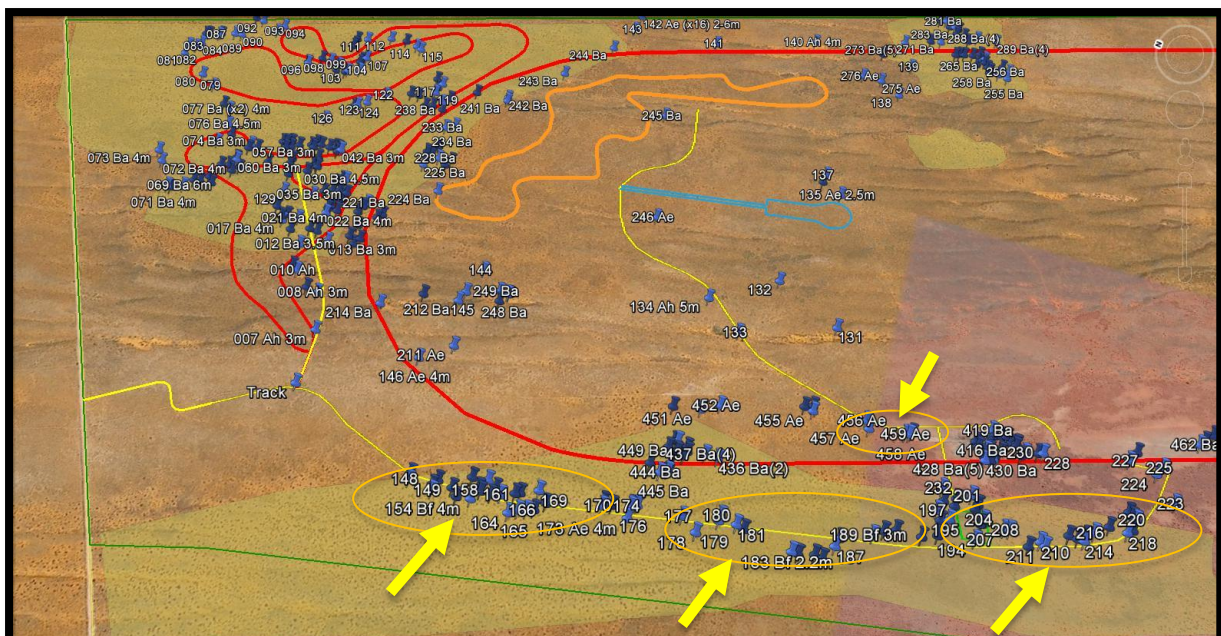 092
093
094
087
083
084
089
090
081
082
080
079
096
098
099
103
104
107
111
112
114
115
117
119
122
123
124
126
143
142 Ae (x16) 2-6m
141
140 Ah 4m
244 Ba
243 Ba
242 Ba
241 Ba
238 Ba
233 Ba
234 Ba
228 Ba
225 Ba
224 Ba
245 Ba
281 Ba
283 Ba
288 Ba(4)
289 Ba(4)
273 Ba(5)
271 Ba
139
265 Ba
256 Ba
258 Ba
255 Ba
276 Ae
275 Ae
138
077 Ba(x2) 4m
076 Ba 4.5m
074 Ba 3m
073 Ba 4m
072 Ba 4m
069 Ba 6m
071 Ba 4m
057 Ba 3m
060 Ba 3m
042 Ba 3m
030 Ba 4.5m
035 Ba 3m
129
221 Ba
021 Ba 4m
022 Ba 4m
017 Ba 4m
012 Ba 3.5m
013 Ba 3m
010 Ah
008 Ah 3m
007 Ah 3m
214 Ba
212 Ba
144
249 Ba
145
248 Ba
211 Ae
146 Ae 4m
Track
137
135 Ae 2.5m
246 Ae
132
134 Ah 5m
133
131
451 Ae
452 Ae
455 Ae
456 Ae
457 Ae
459 Ae
458 Ae
449 Ba
437 Ba(4)
444 Ba
436 Ba(2)
445 Ba
419 Ba
416 Ba
230
228
428 Ba(5)
430 Ba
462 Ba
227
225
224
223
232
201
197
204
195
208
207
194
148
149
158
161
169
154 Bf 4m
166
164
165
173 Ae 4m
170
174
176
177
180
178
179
181
183 Bf 2.2m
189 Bf 3m
187
211
210
216
214
220
218